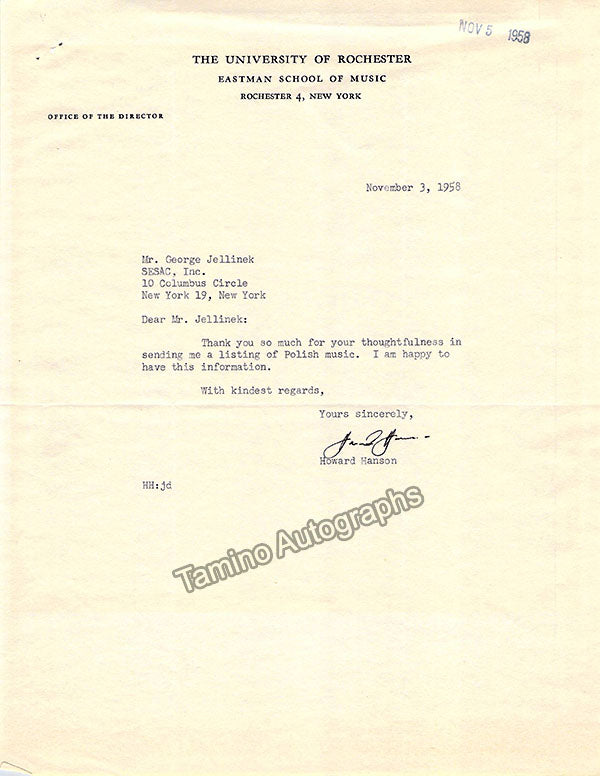 NOV 5 1958
THE UNIVERSITY OF ROCHESTER
EASTMAN SCHOOL OF MUSIC
ROCHESTER 4, NEW YORK
OFFICE OF THE DIRECTOR
November 3, 1958
Mr. George Jellinek
SESAC, Inc.
10 Columbus Circle
New York 19, New York
Dear Mr. Jellinek:
Thank you so much for your thoughtfulness in
sending me a listing of Polish music. I am happy to
have this information.
With kindest regards,
Yours sincerely,
Howard Hanson
HH:jd
Tamino Autographs